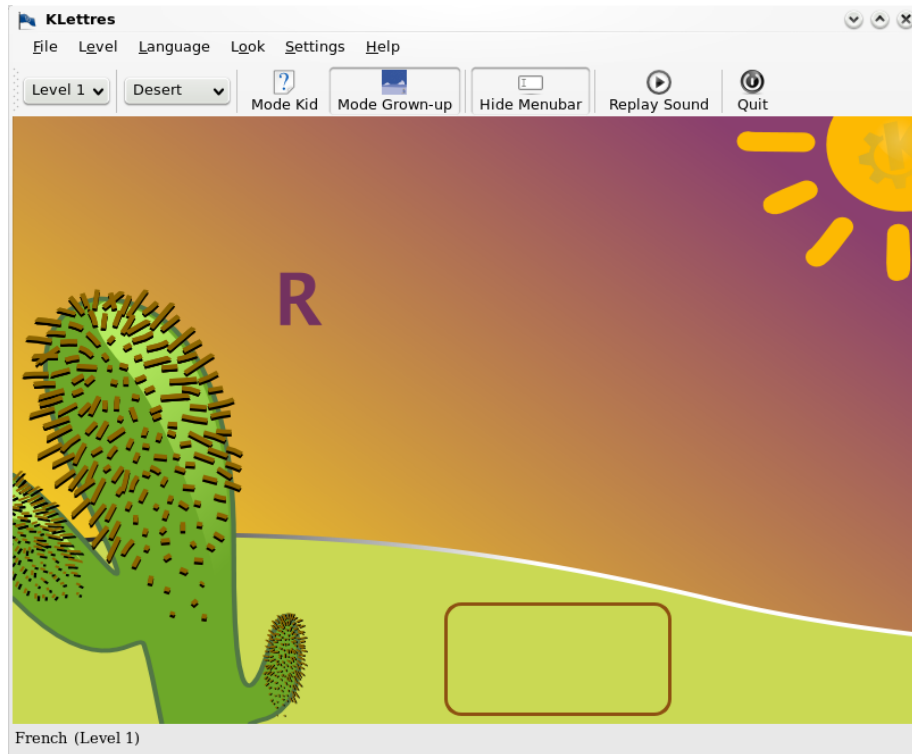 KLettres
File Level Language Look Settings Help
Level 1 Desert Mode Kid Mode Grown-up Hide Menubar Replay Sound Quit
R
French (Level 1)